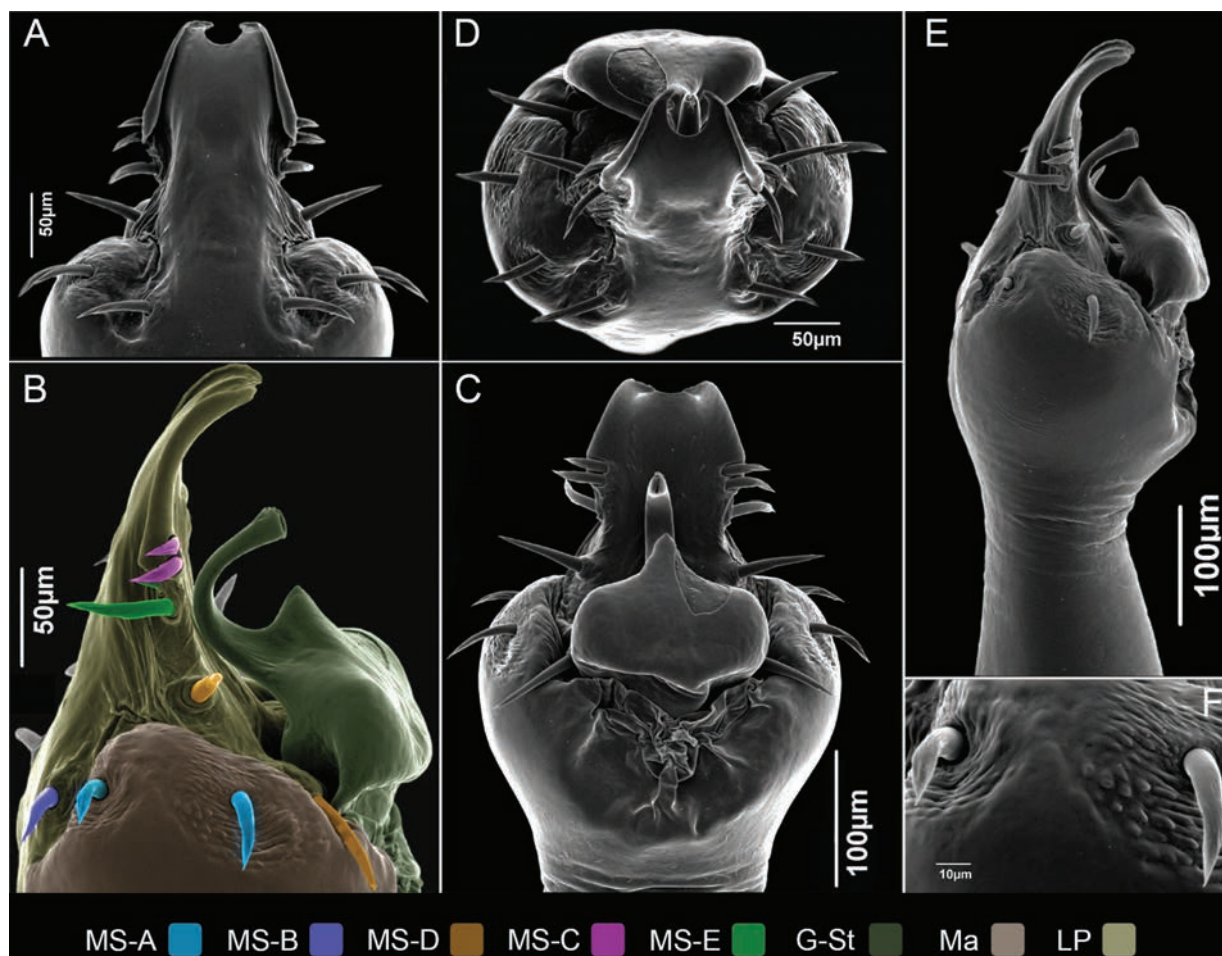 A
50µm
D
50µm
E
100µm
B
50µm
C
100µm
F
10µm
MS-A MS-B MS-D MS-C MS-E G-St Ma LP